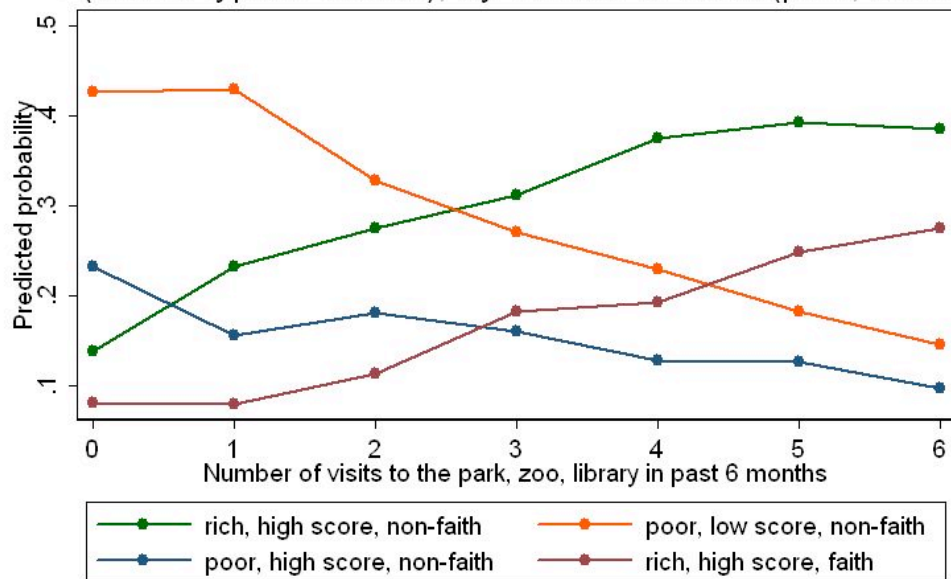 .5
.4
.3
.2
.1
Predicted probability
0 1 2 3 4 5 6
Number of visits to the park, zoo, library in past 6 months
rich, high score, non-faith poor, low score, non-faith
poor, high score, non-faith rich, high score, faith